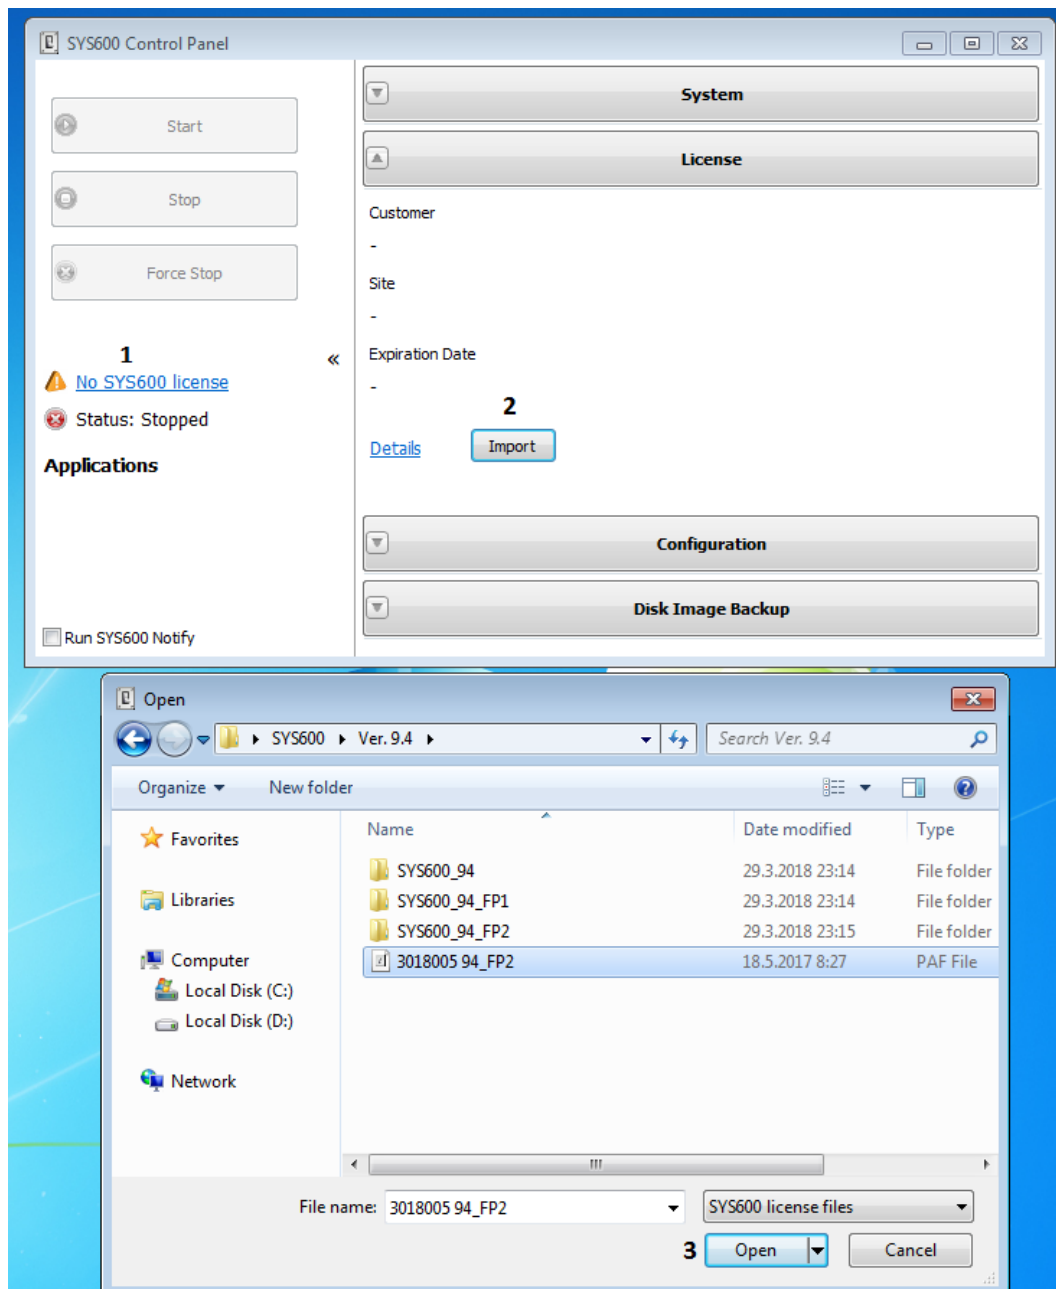 SYS600 Control Panel
Start
Stop
Force Stop
1
«
No SYS600 license
Status: Stopped
Applications
Run SYS600 Notify
System
License
Customer
-
Site
-
Expiration Date
-
2
Details Import
Configuration
Disk Image Backup
Open
SYS600 Ver. 9.4 Search Ver. 9.4
Organize New folder
Favorites
Libraries
Computer
Local Disk (C:)
Local Disk (D:)
Network
Name Date modified Type
SYS600_94 29.3.2018 23:14 File folder
SYS600_94_FP1 29.3.2018 23:14 File folder
SYS600_94_FP2 29.3.2018 23:15 File folder
3018005 94_FP2 18.5.2017 8:27 PAF File
File name: 3018005 94_FP2 SYS600 license files
3 Open Cancel